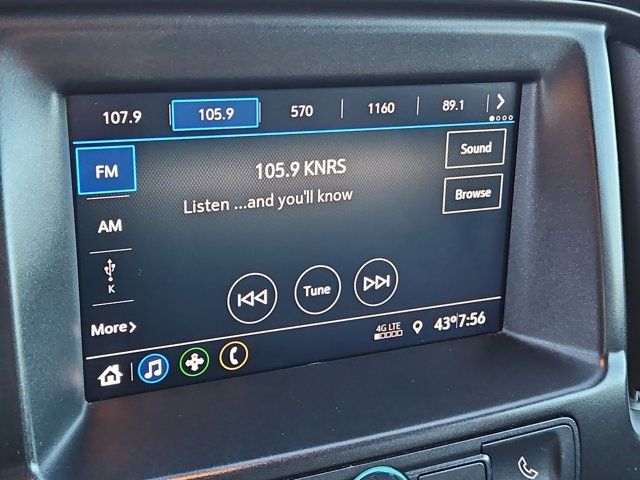 107.9 105.9 570 1160 89.1
FM
105.9 KNRS
Sound
Listen ...and you'll know
Browse
AM
K
Tune
More
4G LTE
43° 7:56